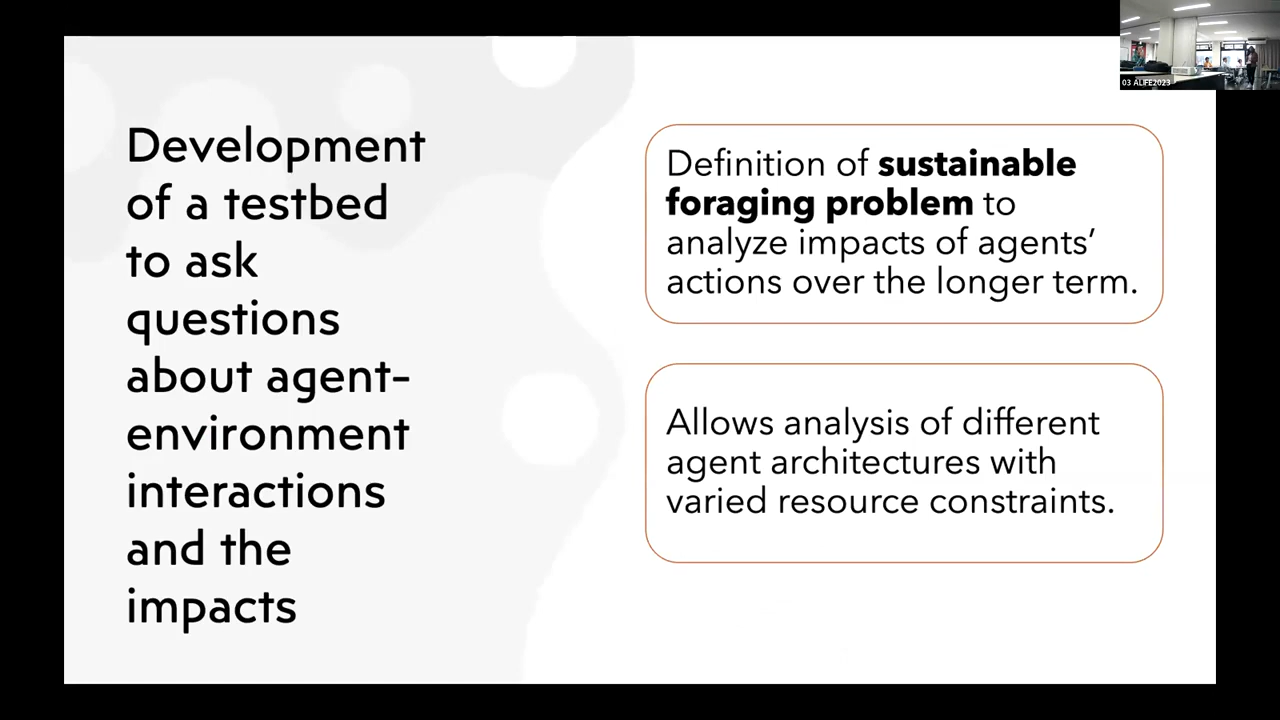 Development
of a testbed
to ask
questions
about agent-
environment
interactions
and the
impacts
Definition of sustainable
foraging problem to
analyze impacts of agents’
actions over the longer term.
Allows analysis of different
agent architectures with
varied resource constraints.
03 ALIFE2023